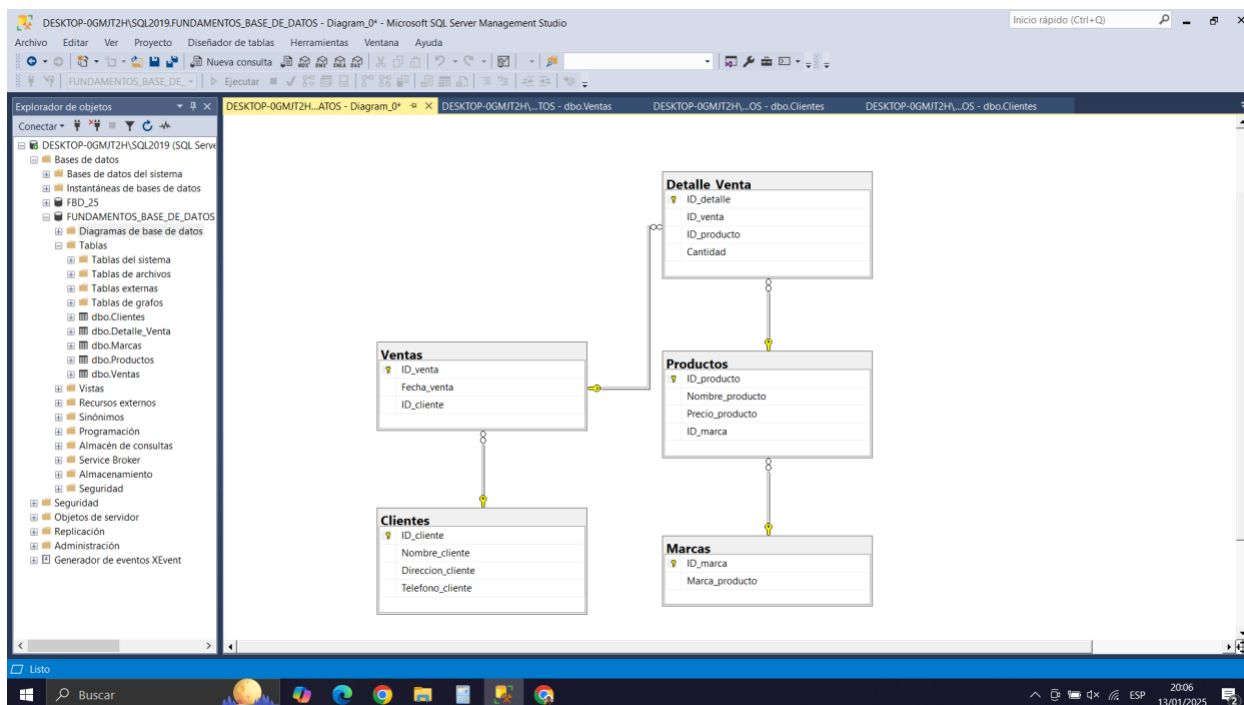 DESKTOP-0GMJT2H\SQL2019.FUNDAMENTOS_BASE_DE_DATOS - Diagram_0* - Microsoft SQL Server Management Studio
Inicio rápido (Ctrl+Q)
Archivo Editar Ver Proyecto Diseñador de tablas Herramientas Ventana Ayuda
Nueva consulta
FUNDAMENTOS_BASE_DE_ Ejecutar
Explorador de objetos
DESKTOP-0GMJT2H...ATOS - Diagram_0* DESKTOP-0GMJT2H\...TOS - dbo.Ventas DESKTOP-0GMJT2H\...OS - dbo.Clientes DESKTOP-0GMJT2H\...OS - dbo.Clientes
Conectar
DESKTOP-0GMJT2H\SQL2019 (SQL Serve
Bases de datos
Bases de datos del sistema
Instantáneas de bases de datos
FBD_25
FUNDAMENTOS_BASE_DE_DATOS
Diagramas de base de datos
Tablas
Tablas del sistema
Tablas de archivos
Tablas externas
Tablas de grafos
dbo.Clientes
dbo.Detalle_Venta
dbo.Marcas
dbo.Productos
dbo.Ventas
Vistas
Recursos externos
Sinónimos
Programación
Almacén de consultas
Service Broker
Almacenamiento
Seguridad
Seguridad
Objetos de servidor
Replicación
Administración
Generador de eventos XEvent
Detalle_Venta
ID_detalle
ID_venta
ID_producto
Cantidad
Ventas
ID_venta
Fecha_venta
ID_cliente
Productos
ID_producto
Nombre_producto
Precio_producto
ID_marca
Clientes
ID_cliente
Nombre_cliente
Direccion_cliente
Telefono_cliente
Marcas
ID_marca
Marca_producto
Listo
Buscar
ESP
20:06
13/01/2025
2